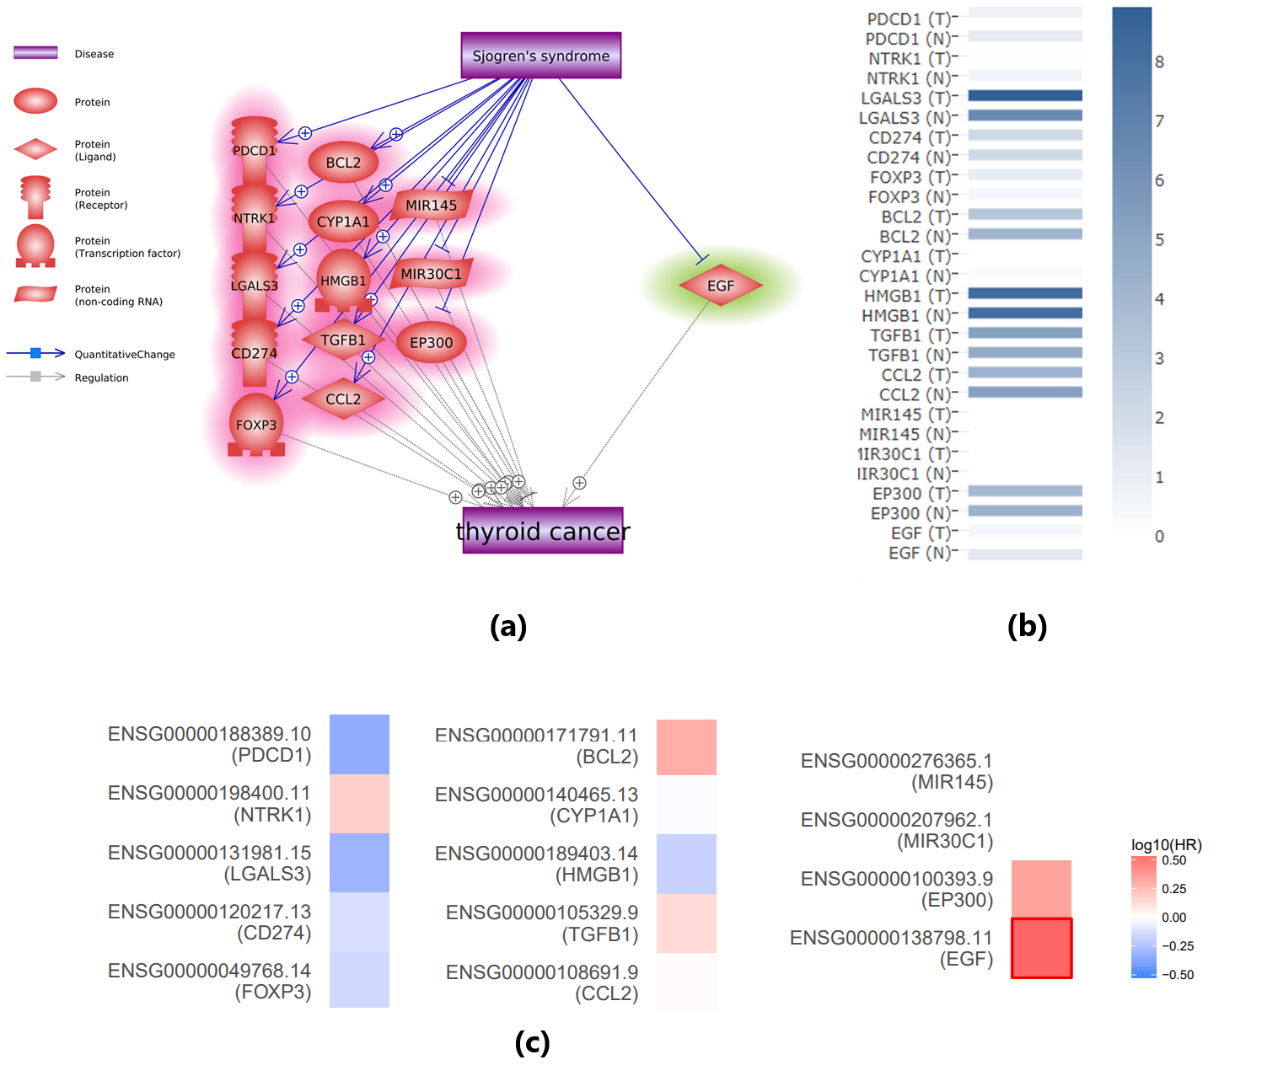 Disease
Protein
Protein
(Ligand)
Protein
(Receptor)
Protein
(Transcription factor)
Protein
(non-coding RNA)
QuantitativeChange
Regulation
Sjogren's syndrome
PDCD1
BCL2
NTRK1
CYP1A1
MIR145
LGALS3
HMGB1
MIR30C1
EGF
CD274
TGFB1
EP300
CCL2
FOXP3
thyroid cancer
(a)
PDCD1 (T)
PDCD1 (N)
NTRK1 (T)
NTRK1 (N)
LGALS3 (T)
LGALS3 (N)
CD274 (T)
CD274 (N)
FOXP3 (T)
FOXP3 (N)
BCL2 (T)
BCL2 (N)
CYP1A1 (T)
CYP1A1 (N)
HMGB1 (T)
HMGB1 (N)
TGFB1 (T)
TGFB1 (N)
CCL2 (T)
CCL2 (N)
MIR145 (T)
MIR145 (N)
MIR30C1 (T)
MIR30C1 (N)
EP300 (T)
EP300 (N)
EGF (T)
EGF (N)
8
7
6
5
4
3
2
1
0
(b)
ENSG00000188389.10
(PDCD1)
ENSG00000198400.11
(NTRK1)
ENSG00000131981.15
(LGALS3)
ENSG00000120217.13
(CD274)
ENSG00000049768.14
(FOXP3)
ENSG00000171791.11
(BCL2)
ENSG00000140465.13
(CYP1A1)
ENSG00000189403.14
(HMGB1)
ENSG00000105329.9
(TGFB1)
ENSG00000108691.9
(CCL2)
ENSG00000276365.1
(MIR145)
ENSG00000207962.1
(MIR30C1)
ENSG00000100393.9
(EP300)
ENSG00000138798.11
(EGF)
log10(HR)
0.50
0.25
0.00
−0.25
−0.50
(c)